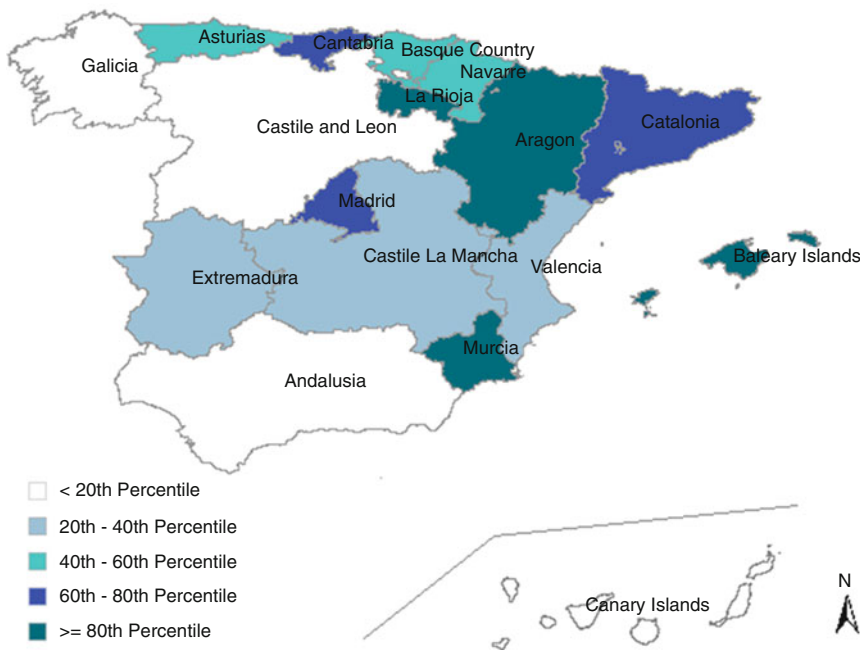 Asturias
Cantabria
Basque Country
Navarre
Galicia
La Rioja
Castile and Leon
Aragon
Catalonia
Madrid
Castile La Mancha
Valencia
Baleary Islands
Extremadura
Murcia
Andalusia
< 20th Percentile
20th - 40th Percentile
40th - 60th Percentile
60th - 80th Percentile
>= 80th Percentile
Canary Islands
N